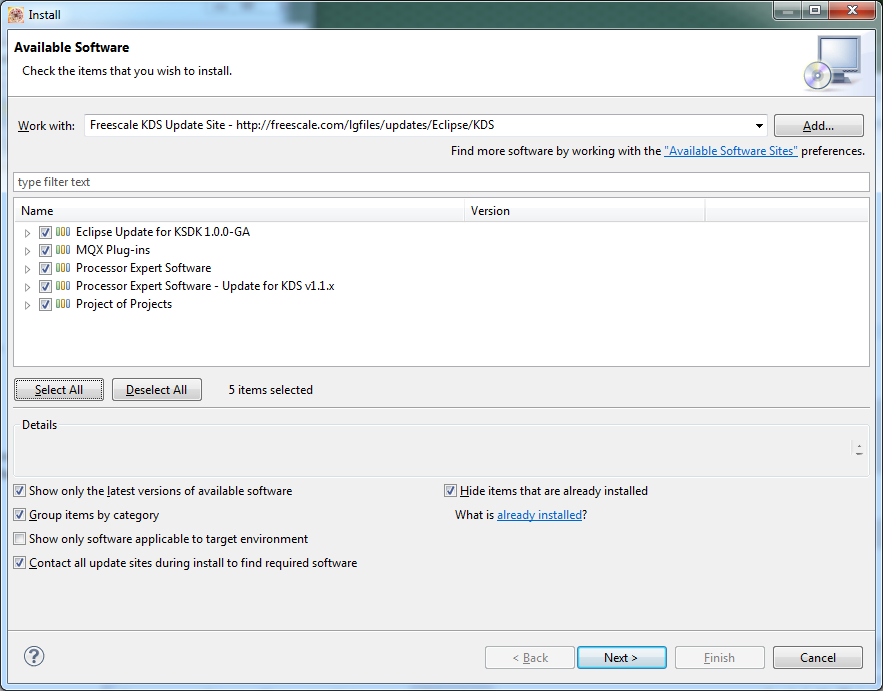 Install
Available Software
Check the items that you wish to install.
Work with: Freescale KDS Update Site - http://freescale.com/lgfiles/updates/Eclipse/KDS Add...
Find more software by working with the "Available Software Sites" preferences.
type filter text
Name Version
Eclipse Update for KSDK 1.0.0-GA
MQX Plug-ins
Processor Expert Software
Processor Expert Software - Update for KDS v1.1.x
Project of Projects
Select All Deselect All 5 items selected
Details
Show only the latest versions of available software Hide items that are already installed
Group items by category What is already installed?
Show only software applicable to target environment
Contact all update sites during install to find required software
? < Back Next > Finish Cancel